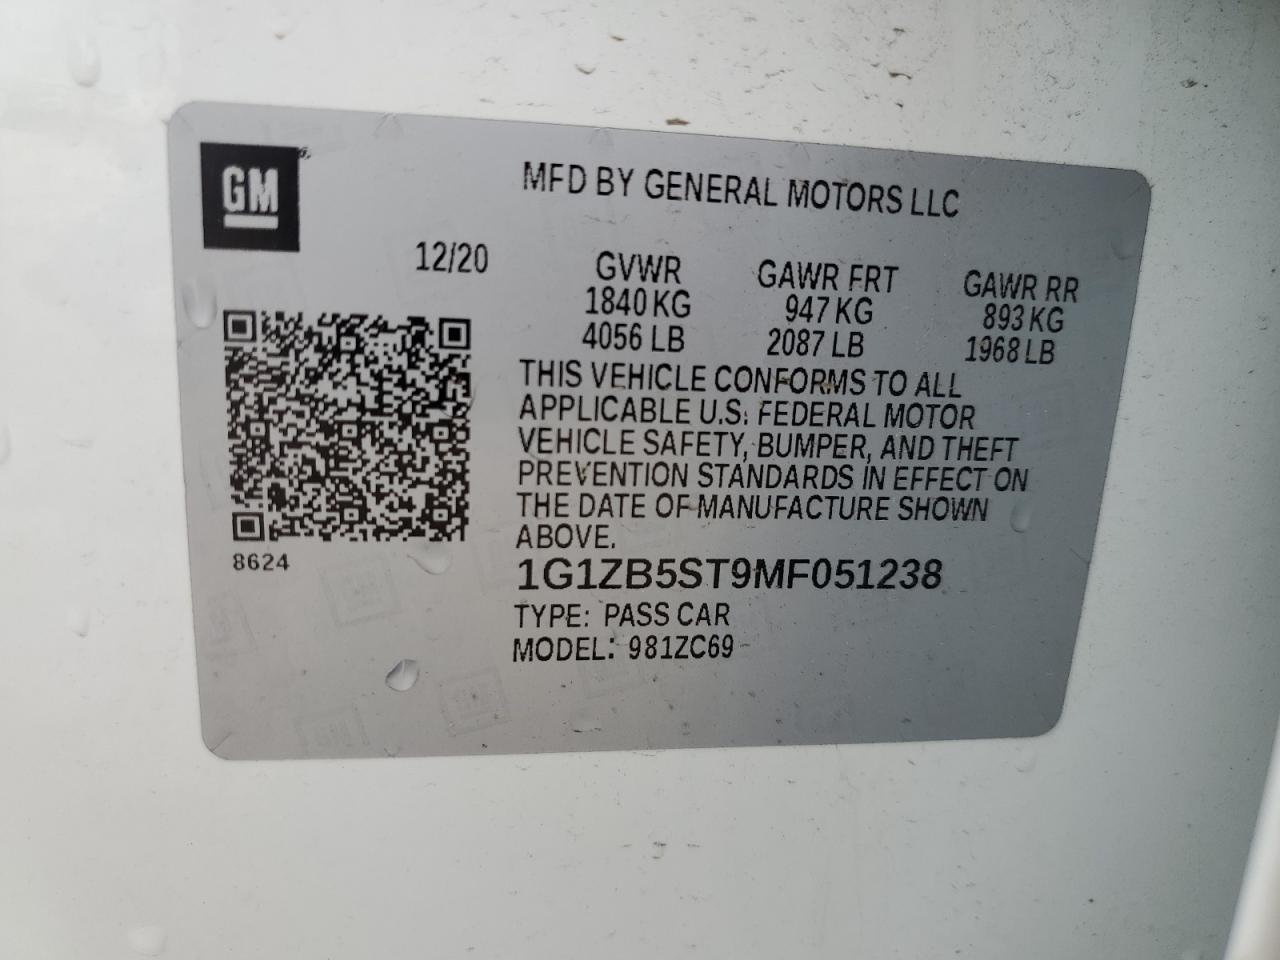 GM
MFD BY GENERAL MOTORS LLC
12/20
GVWR GAWR FRT GAWR RR
1840 KG 947 KG 893 KG
4056 LB 2087 LB 1968 LB
THIS VEHICLE CONFORMS TO ALL
APPLICABLE U.S. FEDERAL MOTOR
VEHICLE SAFETY, BUMPER, AND THEFT
PREVENTION STANDARDS IN EFFECT ON
THE DATE OF MANUFACTURE SHOWN
ABOVE.
8624
1G1ZB5ST9MF051238
TYPE: PASS CAR
MODEL: 981ZC69